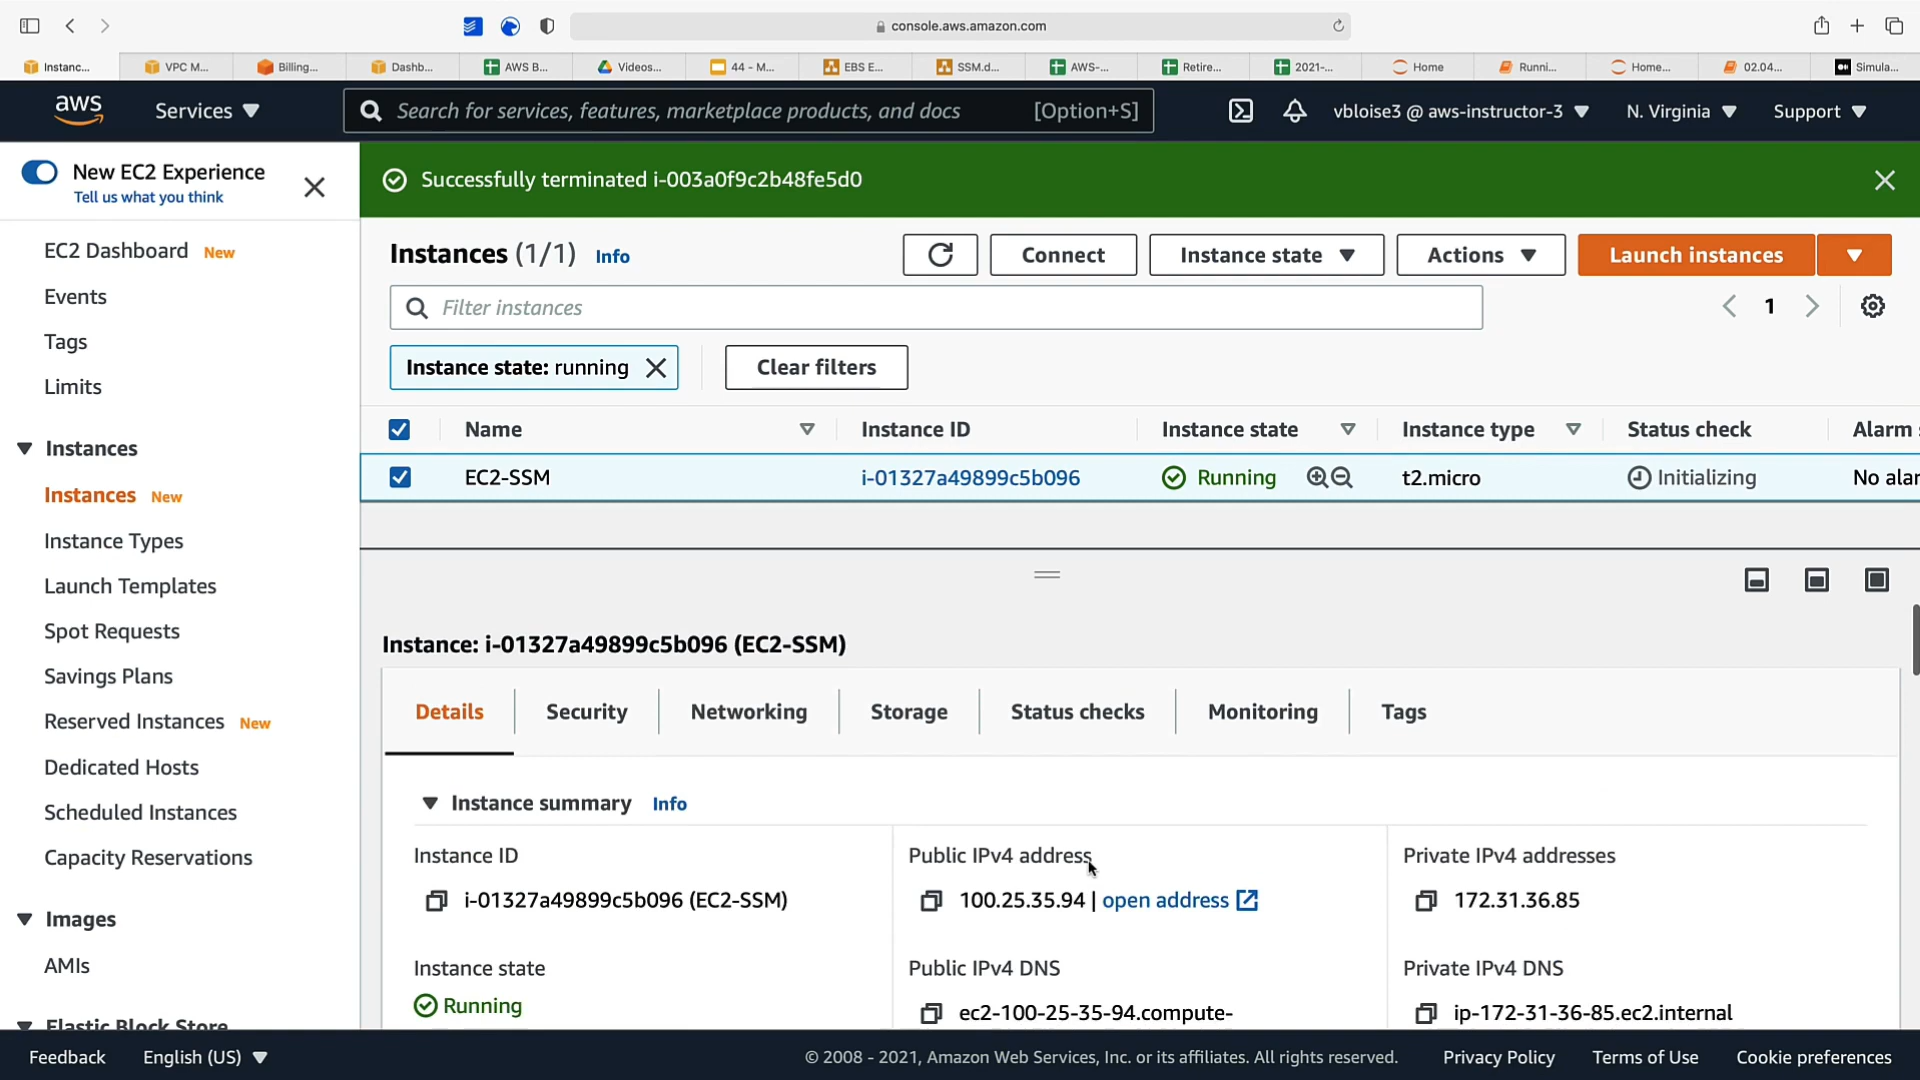 console.aws.amazon.com
Instanc...
VPC M...
Billing...
Dashb...
AWS B...
Videos...
44 - M...
EBS E...
SSM.d...
AWS-...
Retire...
2021-...
Home
Runni...
Home...
02.04...
Simula...
aws
Services
Search for services, features, marketplace products, and docs [Option+S]
vbloise3 @ aws-instructor-3
N. Virginia
Support
New EC2 Experience
Tell us what you think
EC2 Dashboard New
Events
Tags
Limits
Instances
Instances New
Instance Types
Launch Templates
Spot Requests
Savings Plans
Reserved Instances New
Dedicated Hosts
Scheduled Instances
Capacity Reservations
Images
AMIs
Elastic Block Store
Successfully terminated i-003a0f9c2b48fe5d0
Instances (1/1) Info
Connect
Instance state
Actions
Launch instances
Filter instances
1
Instance state: running
Clear filters
Name Instance ID Instance state Instance type Status check Alarm s
EC2-SSM i-01327a49899c5b096 Running t2.micro Initializing No alar
Instance: i-01327a49899c5b096 (EC2-SSM)
Details Security Networking Storage Status checks Monitoring Tags
Instance summary Info
Instance ID
i-01327a49899c5b096 (EC2-SSM)
Public IPv4 address
100.25.35.94 | open address
Private IPv4 addresses
172.31.36.85
Instance state
Running
Public IPv4 DNS
ec2-100-25-35-94.compute-
Private IPv4 DNS
ip-172-31-36-85.ec2.internal
Feedback English (US)
© 2008 - 2021, Amazon Web Services, Inc. or its affiliates. All rights reserved. Privacy Policy Terms of Use Cookie preferences